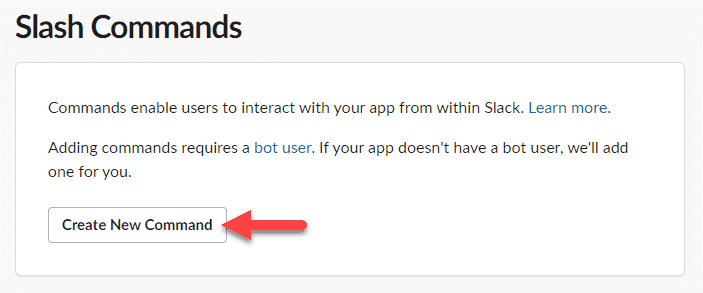 Slash Commands
Commands enable users to interact with your app from within Slack. Learn more.
Adding commands requires a bot user. If your app doesn't have a bot user, we'll add
one for you.
Create New Command